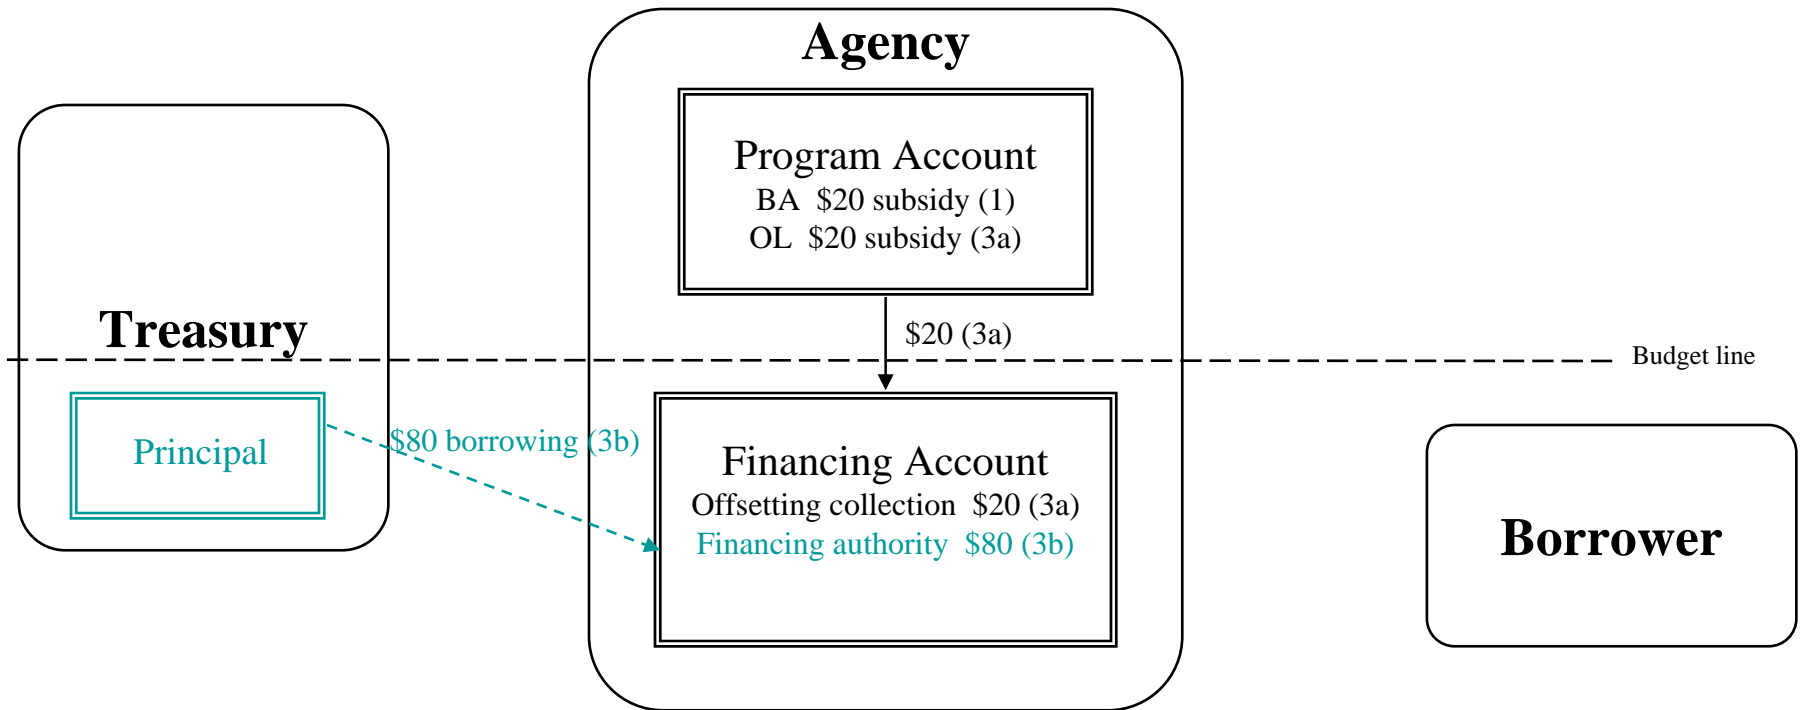 Agency
Program Account
BA  $20 subsidy (1)
OL  $20 subsidy (3a)
Treasury
$20 (3a)
Budget line
Principal
$80 borrowing (3b)
Financing Account
Offsetting collection  $20 (3a)
Financing authority  $80 (3b)
Borrower